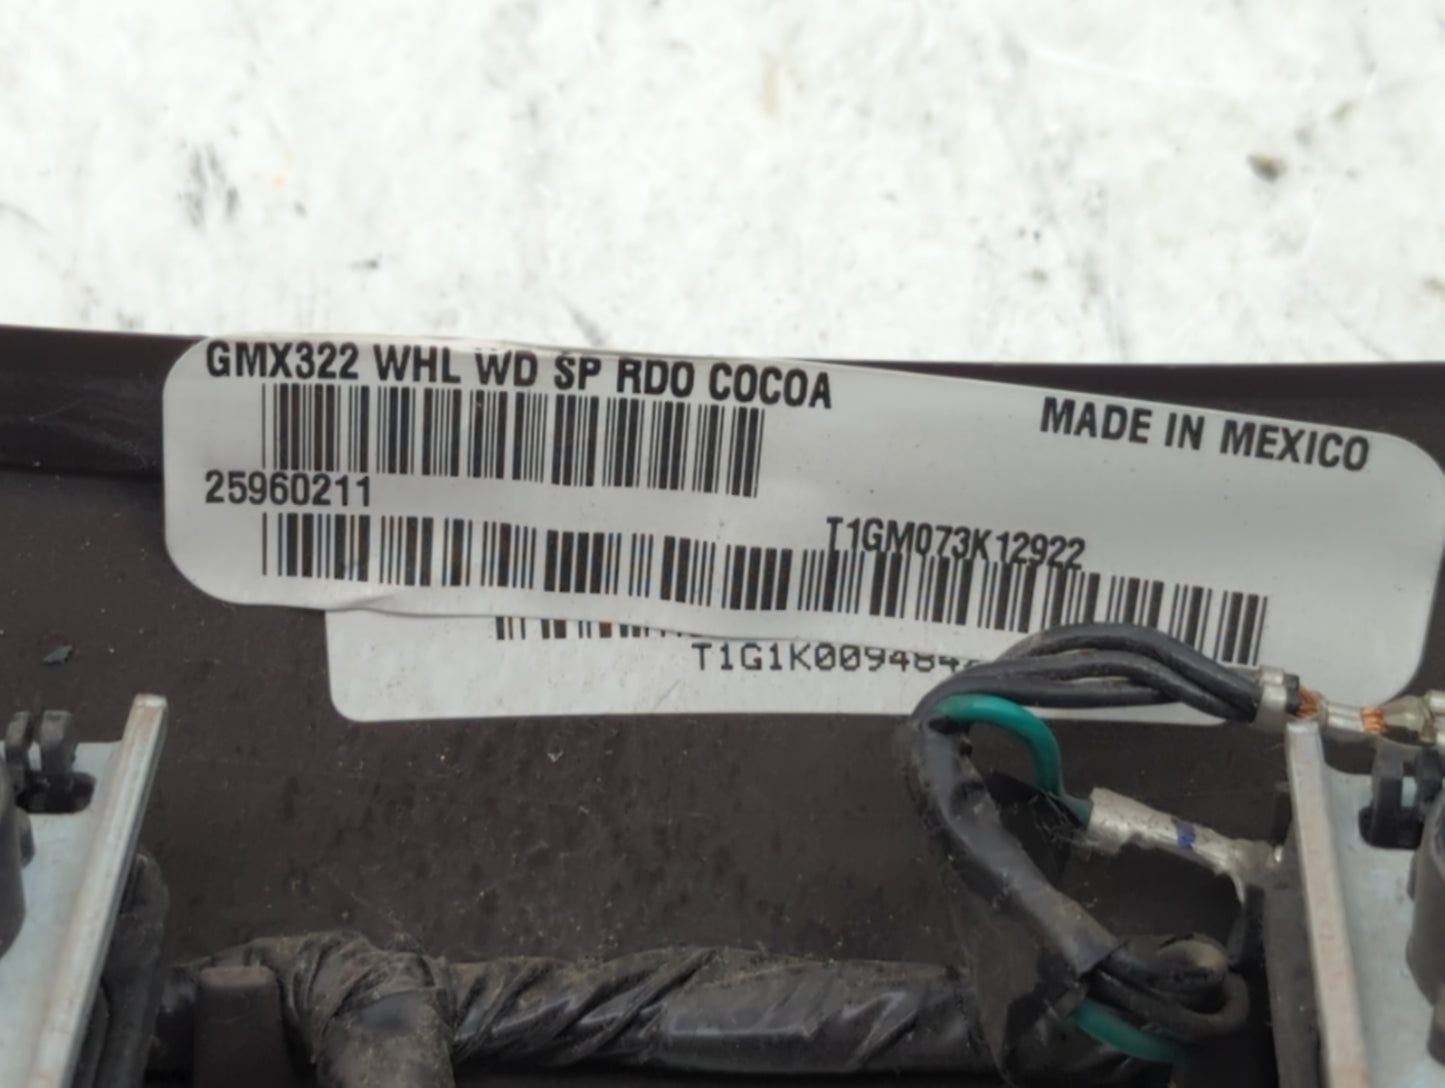 GMX322 WHL WD SP RDO COCOA
MADE IN MEXICO
25960211
T1GM073K12922